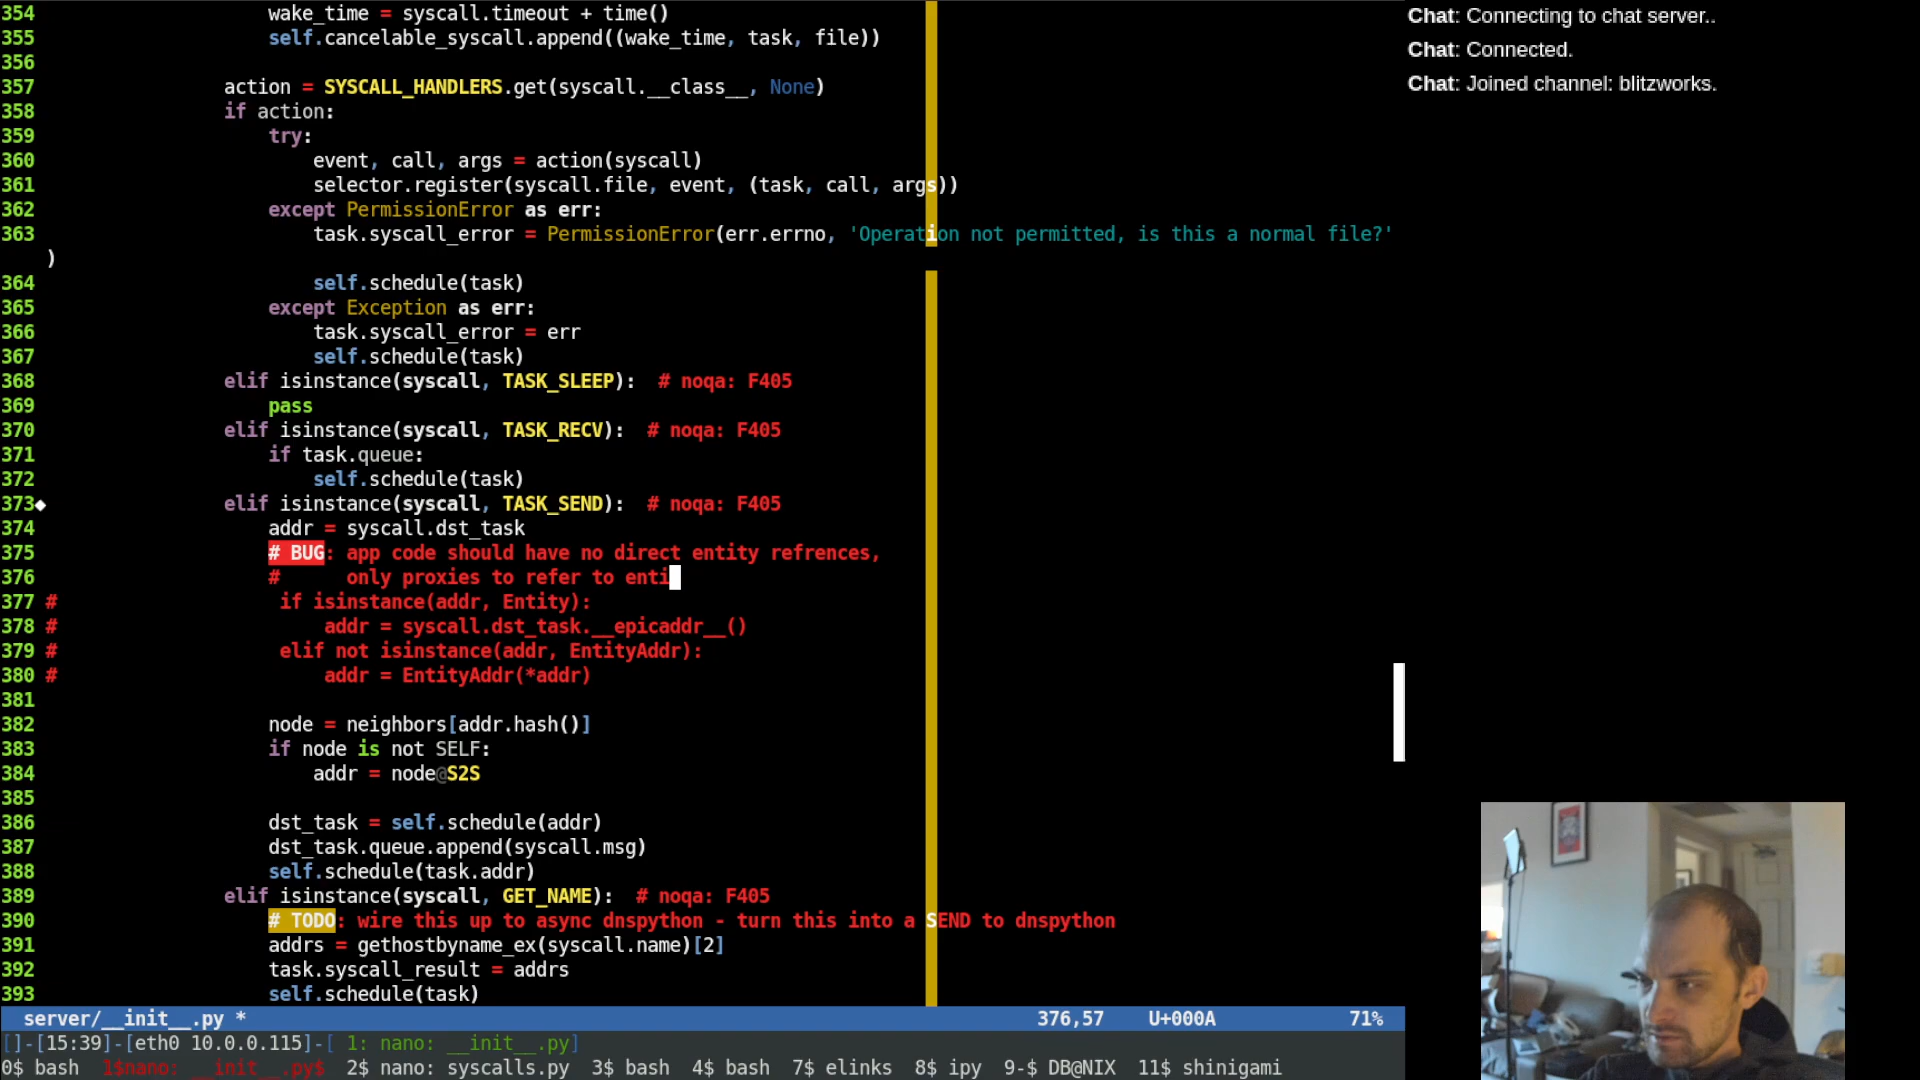 354                     wake_time = syscall.timeout + time()
355                     self.cancelable_syscall.append((wake_time, task, file))
356
357                 action = SYSCALL_HANDLERS.get(syscall.__class__, None)
358                 if action:
359                     try:
360                         event, call, args = action(syscall)
361                         selector.register(syscall.file, event, (task, call, args))
362                     except PermissionError as err:
363                         task.syscall_error = PermissionError(err.errno, 'Operation not permitted, is this a normal file?'
)
364                         self.schedule(task)
365                     except Exception as err:
366                         task.syscall_error = err
367                         self.schedule(task)
368                 elif isinstance(syscall, TASK_SLEEP):  # noqa: F405
369                     pass
370                 elif isinstance(syscall, TASK_RECV):  # noqa: F405
371                     if task.queue:
372                         self.schedule(task)
373◆                elif isinstance(syscall, TASK_SEND):  # noqa: F405
374                     addr = syscall.dst_task
375                     # BUG: app code should have no direct entity refrences,
376                     #      only proxies to refer to enti
377 #                    if isinstance(addr, Entity):
378 #                        addr = syscall.dst_task.__epicaddr__()
379 #                    elif not isinstance(addr, EntityAddr):
380 #                        addr = EntityAddr(*addr)
381
382                     node = neighbors[addr.hash()]
383                     if node is not SELF:
384                         addr = node@S2S
385
386                     dst_task = self.schedule(addr)
387                     dst_task.queue.append(syscall.msg)
388                     self.schedule(task.addr)
389                 elif isinstance(syscall, GET_NAME):  # noqa: F405
390                     # TODO: wire this up to async dnspython - turn this into a SEND to dnspython
391                     addrs = gethostbyname_ex(syscall.name)[2]
392                     task.syscall_result = addrs
393                     self.schedule(task)
server/__init__.py *                                        376,57    U+000A            71%
[]-[15:39]-[eth0 10.0.0.115]-[ 1: nano: __init__.py]
0$ bash  1$nano: __init__.py$  2$ nano: syscalls.py  3$ bash  4$ bash  7$ elinks  8$ ipy  9-$ DB@NIX  11$ shinigami
Chat: Connecting to chat server..
Chat: Connected.
Chat: Joined channel: blitzworks.